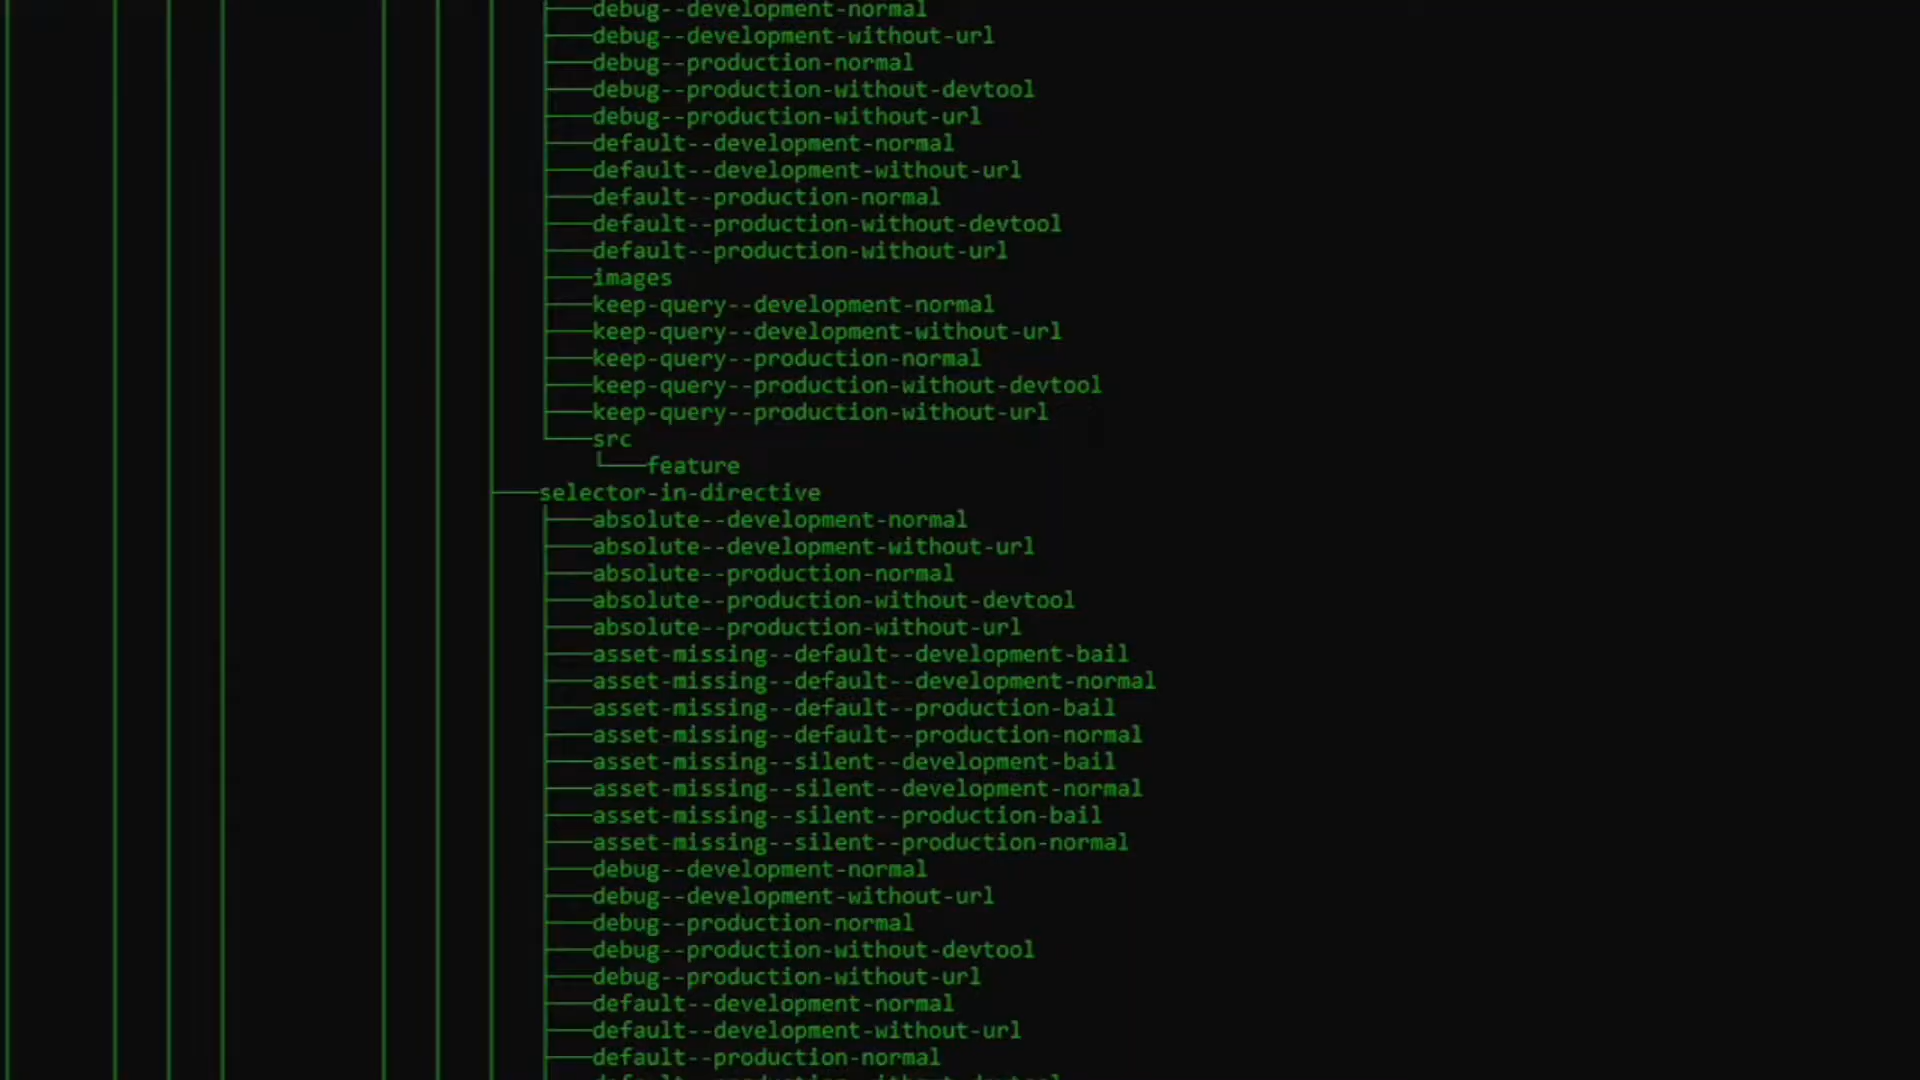 debug--development-normal
debug--development-without-url
debug--production-normal
debug--production-without-devtool
debug--production-without-url
default--development-normal
default--development-without-url
default--production-normal
default--production-without-devtool
default--production-without-url
images
keep-query--development-normal
keep-query--development-without-url
keep-query--production-normal
keep-query--production-without-devtool
keep-query--production-without-url
src
feature
selector-in-directive
absolute--development-normal
absolute--development-without-url
absolute--production-normal
absolute--production-without-devtool
absolute--production-without-url
asset-missing--default--development-bail
asset-missing--default--development-normal
asset-missing--default--production-bail
asset-missing--default--production-normal
asset-missing--silent--development-bail
asset-missing--silent--development-normal
asset-missing--silent--production-bail
asset-missing--silent--production-normal
debug--development-normal
debug--development-without-url
debug--production-normal
debug--production-without-devtool
debug--production-without-url
default--development-normal
default--development-without-url
default--production-normal